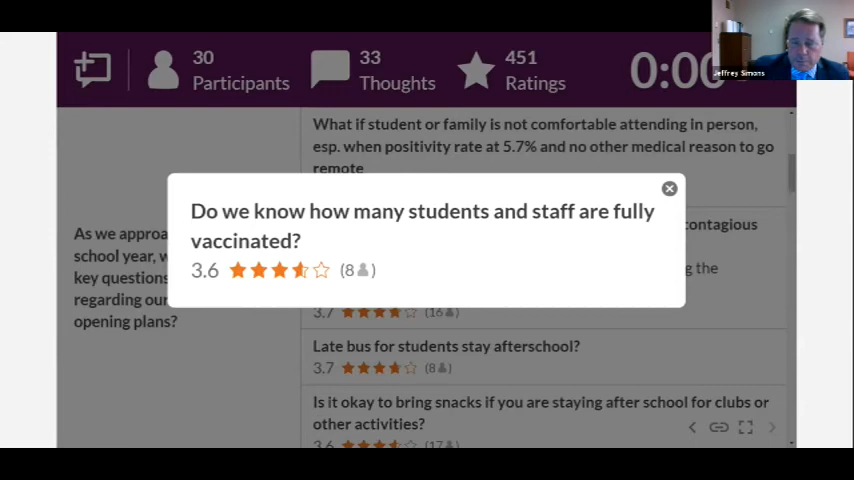 30
Participants
33
Thoughts
451
Ratings
0:00
Jeffrey Simons
What if student or family is not comfortable attending in person,
esp. when positivity rate at 5.7% and no other medical reason to go
remote
Do we know how many students and staff are fully
vaccinated?
3.6 (8)
As we approa
school year, w
key questions
regarding our
opening plans?
contagious
g the
3.7 (16)
Late bus for students stay afterschool?
3.7 (8)
Is it okay to bring snacks if you are staying after school for clubs or
other activities?
3.6 (17)